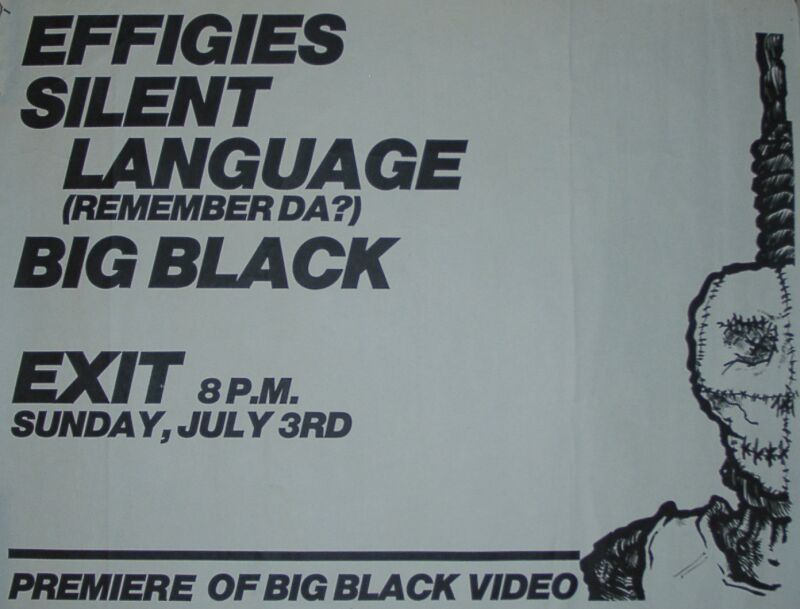 EFFIGIES
SILENT
LANGUAGE
(REMEMBER DA?)
BIG BLACK
EXIT 8 P.M.
SUNDAY, JULY 3RD
PREMIERE OF BIG BLACK VIDEO